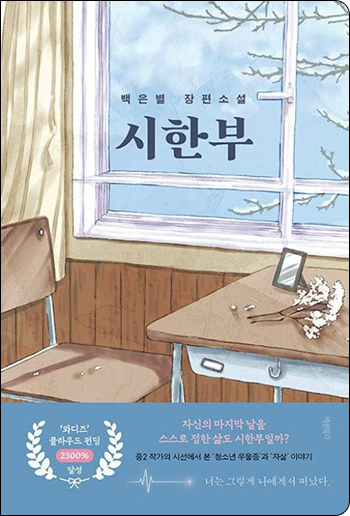 백은별 장편소설
시한부
'와디즈'
클라우드 펀딩
2300%
달성
자신의 마지막 날을
스스로 정한 삶도 시한부일까?
중2 작가의 시선에서 본 '청소년 우울증'과 '자살' 이야기
너는 그렇게 나에게서 떠났다.